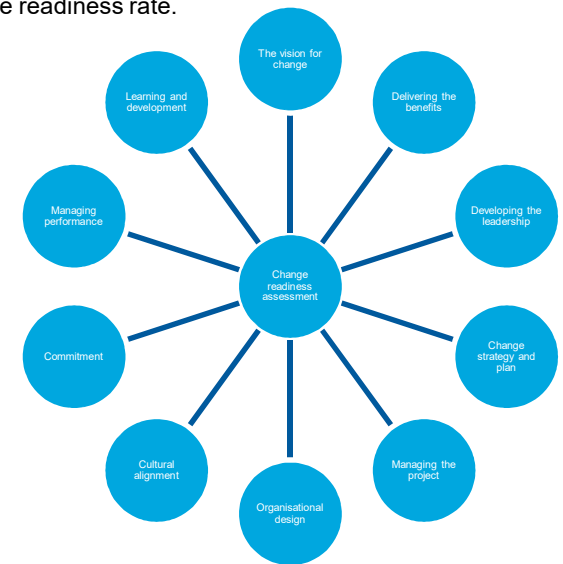 e readiness rate.
The vision for
change
Delivering the
benefits
Developing the
leadership
Change
strategy and
plan
Managing the
project
Organisational
design
Cultural
alignment
Commitment
Managing
performance
Learning and
development
Change
readiness
assessment